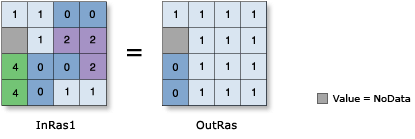 1 1 0 0 1 1 1 1
1 2 2 1 1 1
4 0 0 2 = 0 1 1 1
4 0 1 1 0 1 1 1
Value = NoData
InRas1 OutRas